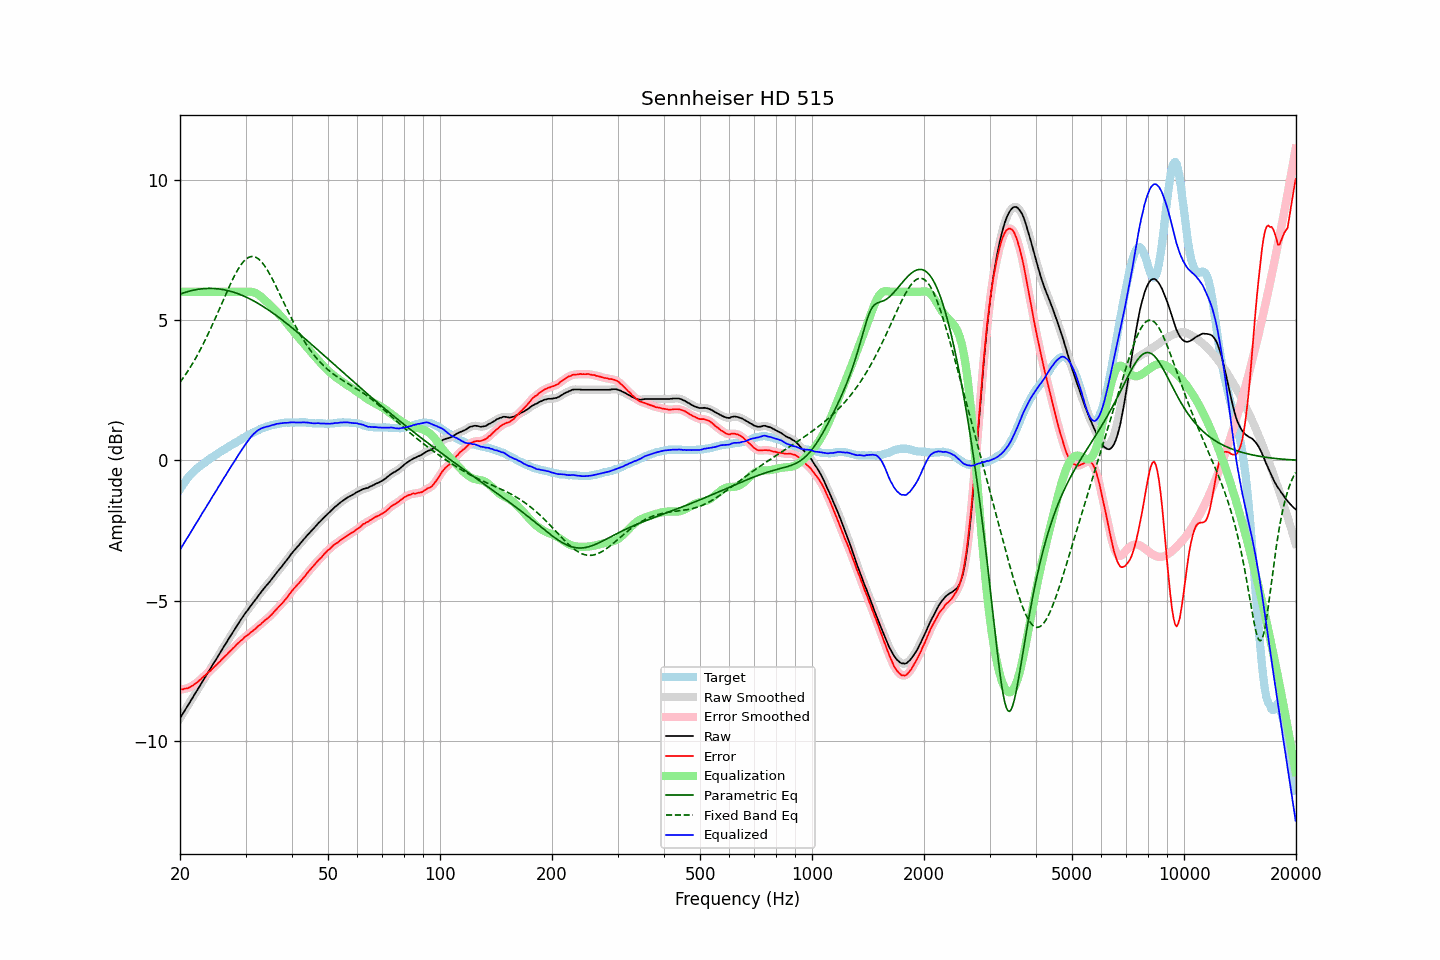 Sennheiser HD 515
Amplitude (dBr)
10
5
0
−5
−10
Target
Raw Smoothed
Error Smoothed
Raw
Error
Equalization
Parametric Eq
Fixed Band Eq
Equalized
20
50
100
200
500
1000
2000
5000
10000
20000
Frequency (Hz)